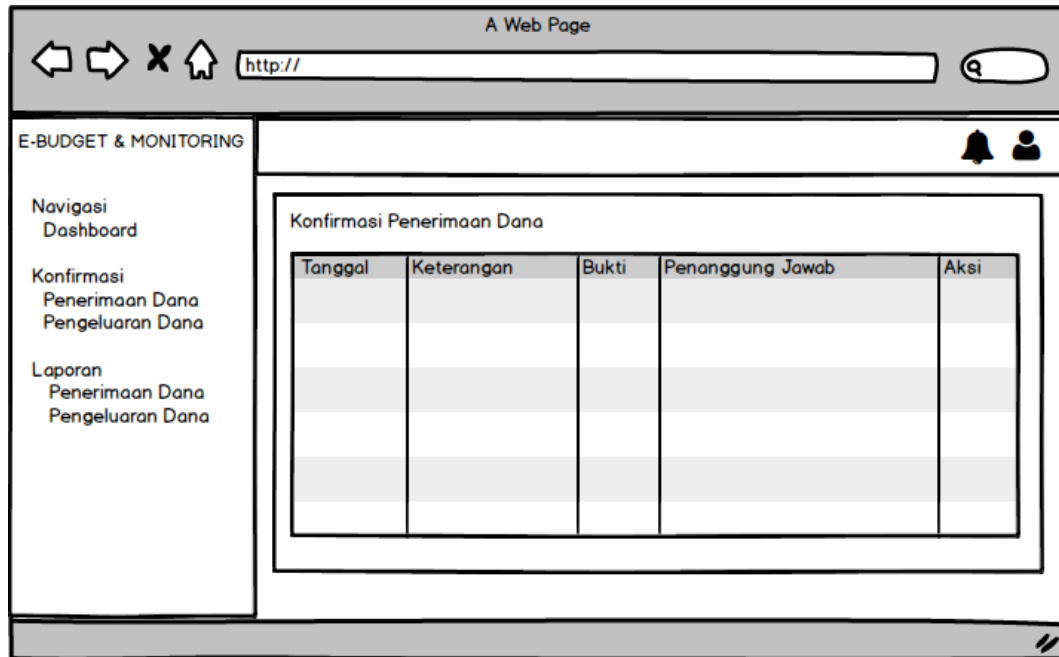 A Web Page
http://
E-BUDGET & MONITORING
Navigasi
Dashboard
Konfirmasi
Penerimaan Dana
Pengeluaran Dana
Laporan
Penerimaan Dana
Pengeluaran Dana
Konfirmasi Penerimaan Dana
Tanggal Keterangan Bukti Penanggung Jawab Aksi